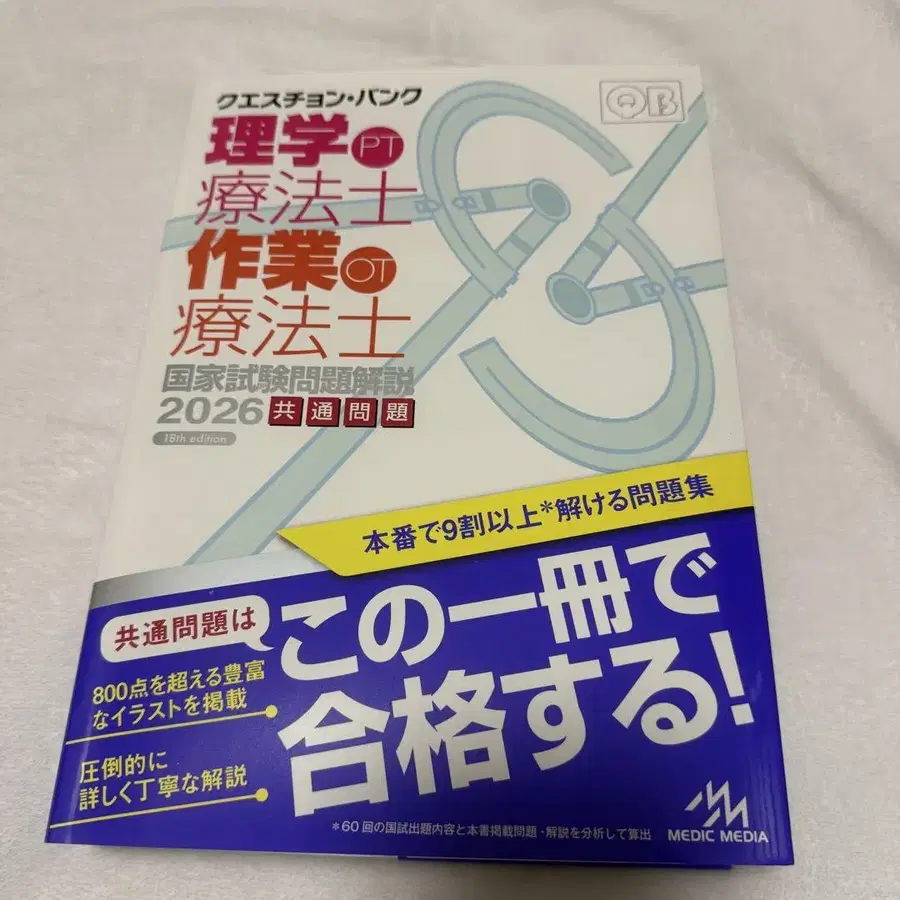 クエスチョン・バンク
QB
理学PT
療法士
作業OT
療法士
国家試験問題解説
2026 共通問題
18th edition
本番で9割以上*解ける問題集
共通問題は
この一冊で
合格する!
800点を超える豊富
なイラストを掲載
圧倒的に
詳しく丁寧な解説
*60回の国試出題内容と本書掲載問題・解説を分析して算出
MEDIC MEDIA